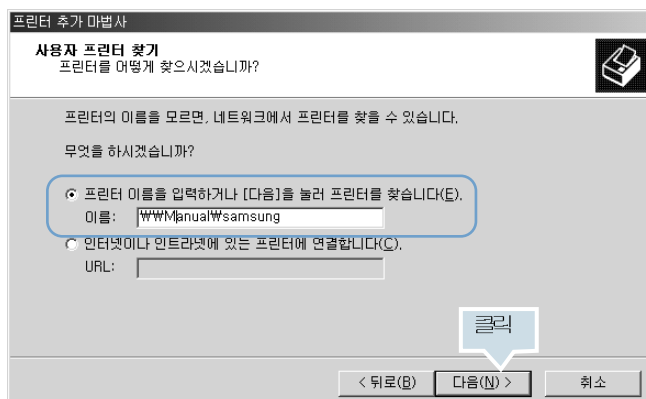 프린터 추가 마법사
사용자 프린터 찾기
프린터를 어떻게 찾으시겠습니까?
프린터의 이름을 모르면, 네트워크에서 프린터를 찾을 수 있습니다.
무엇을 하시겠습니까?
프린터 이름을 입력하거나 [다음]을 눌러 프린터를 찾습니다(E).
이름: ₩₩Manual₩samsung
인터넷이나 인트라넷에 있는 프린터에 연결합니다(C).
URL:
클릭
< 뒤로(B) 다음(N) > 취소